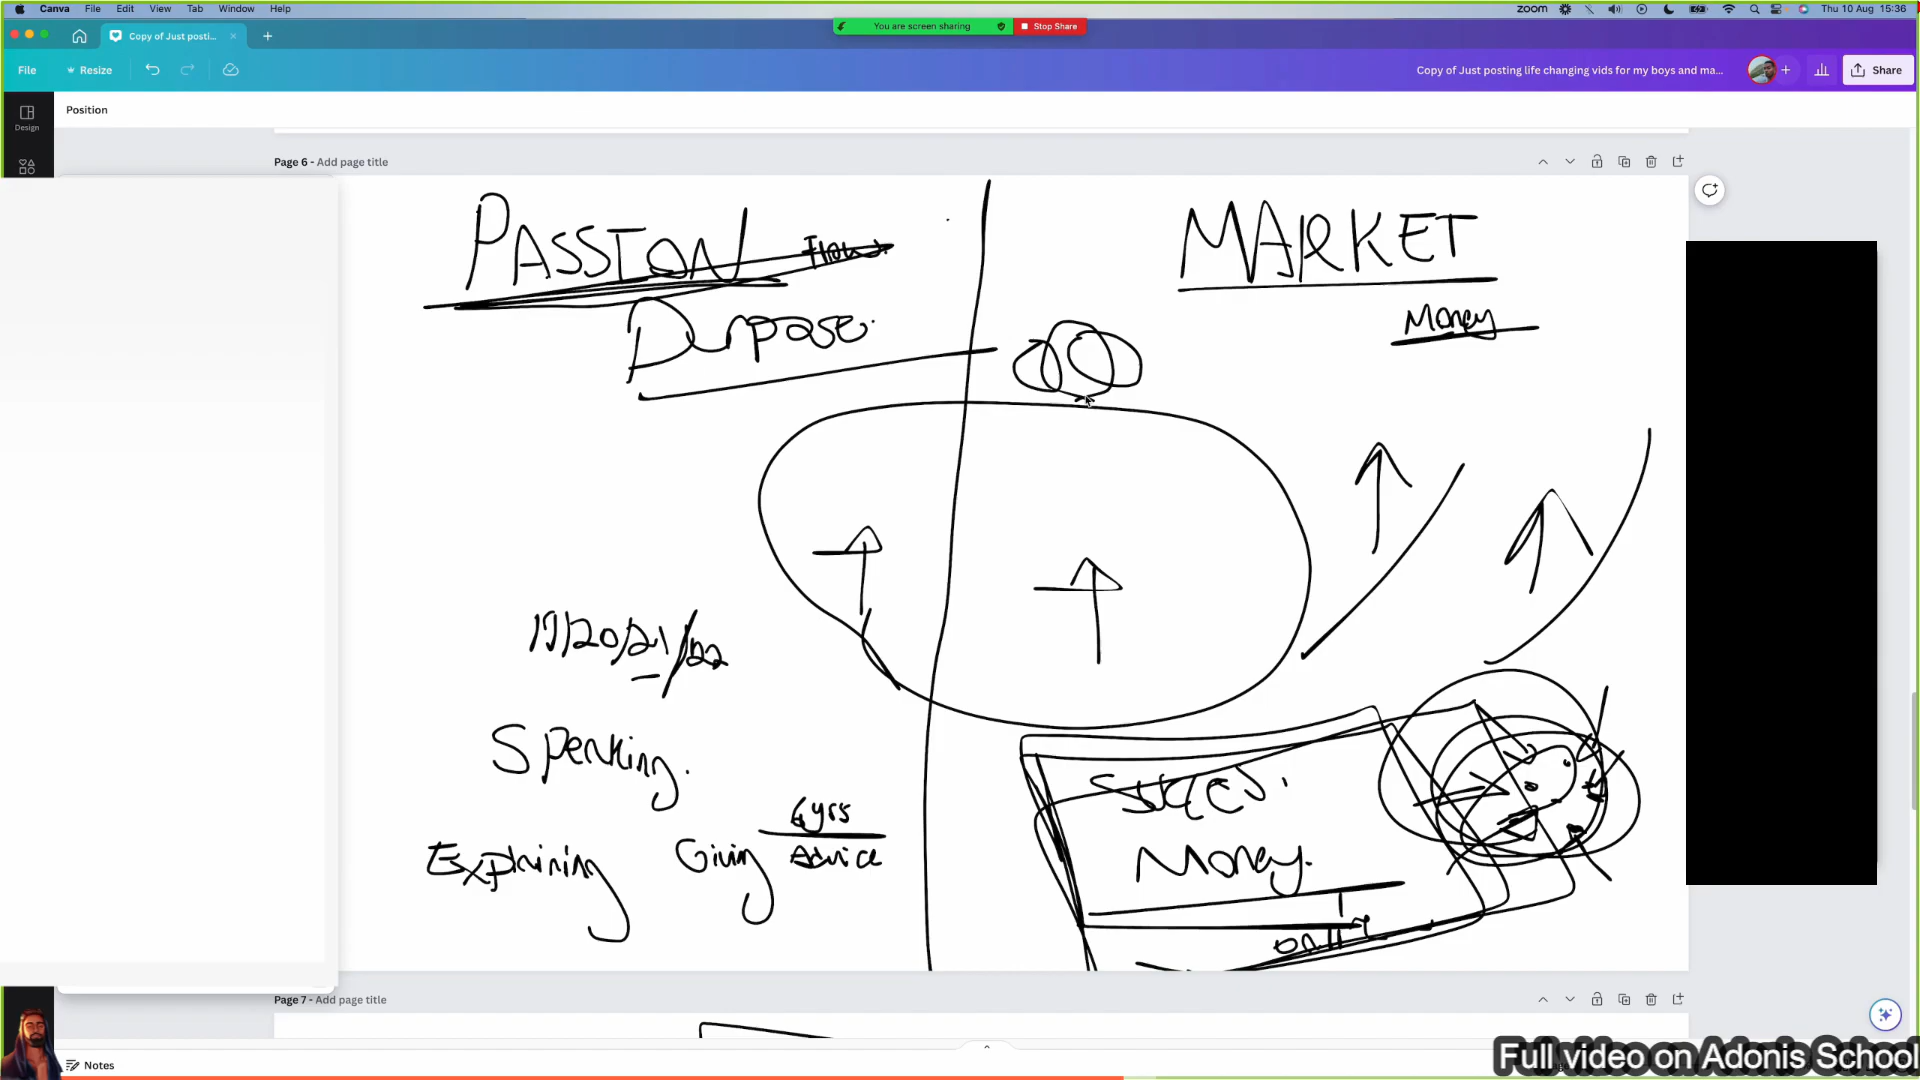 Canva File Edit View Tab Window Help
zoom Thu 10 Aug 15:36
You are screen sharing Stop Share
Copy of Just posti...
File Resize
Copy of Just posting life changing vids for my boys and ma... Share
Design
Position
Page 6 - Add page title
PASSION
MARKET
Purpose.
Money
19/20/21/22
Speaking.
Explaining Giving 6yrs
Advice
Money.
Page 7 - Add page title
Notes
Full video on Adonis School